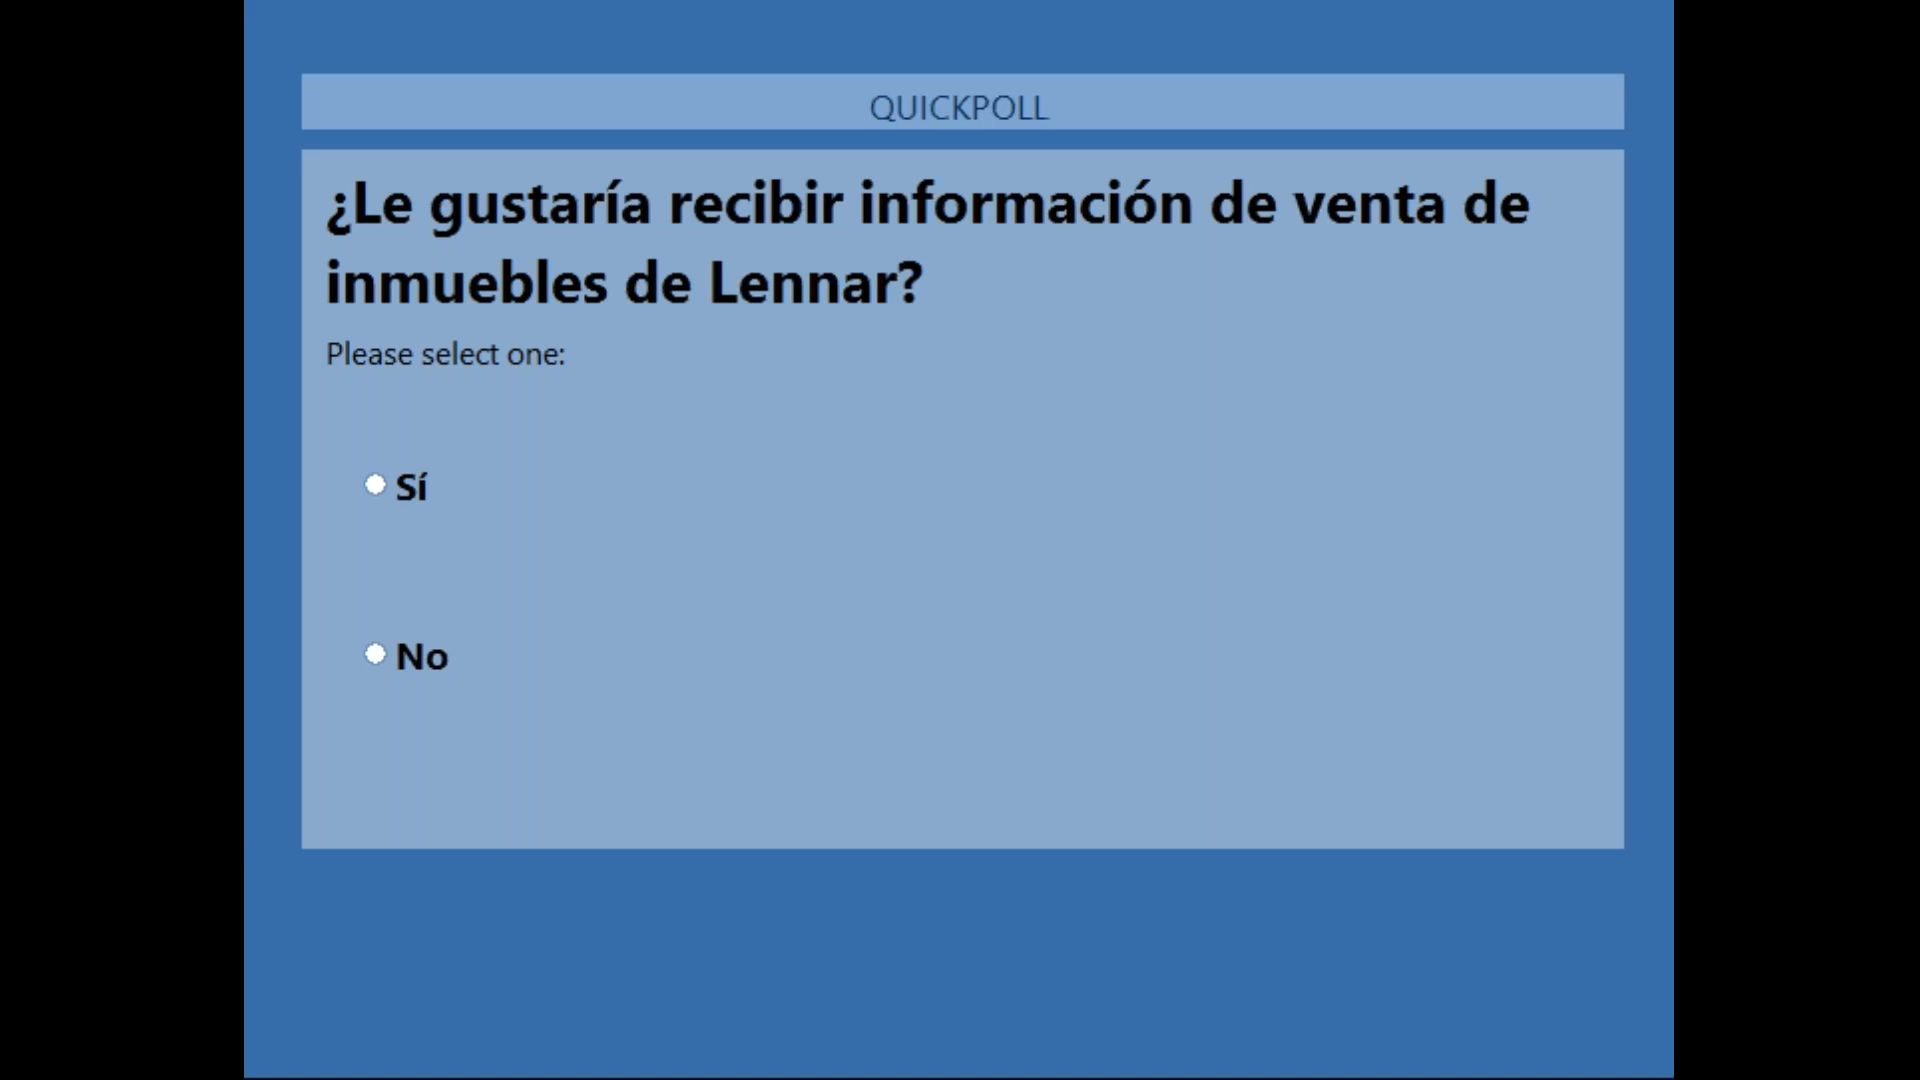 QUICKPOLL
¿Le gustaría recibir información de venta de
inmuebles de Lennar?
Please select one:
Sí
No